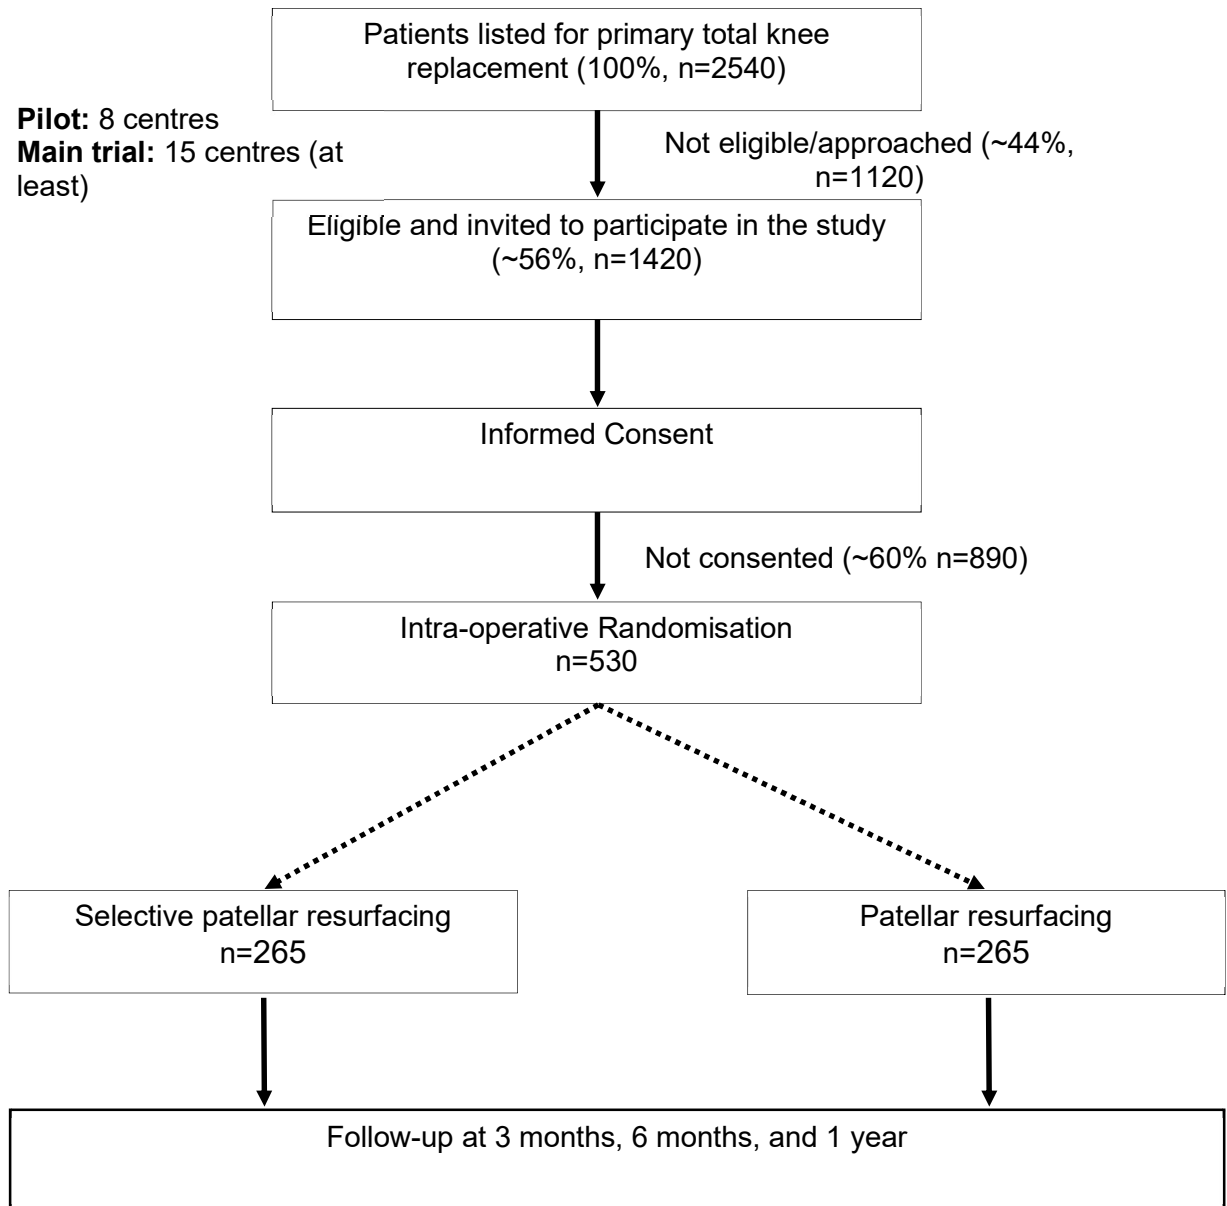 Patients listed for primary total knee
replacement (100%, n=2540)
Pilot: 8 centres
Main trial: 15 centres (at
least)
Not eligible/approached (~44%,
n=1120)
Eligible and invited to participate in the study
(~56%, n=1420)
Informed Consent
Not consented (~60% n=890)
Intra-operative Randomisation
n=530
Selective patellar resurfacing
n=265
Patellar resurfacing
n=265
Follow-up at 3 months, 6 months, and 1 year